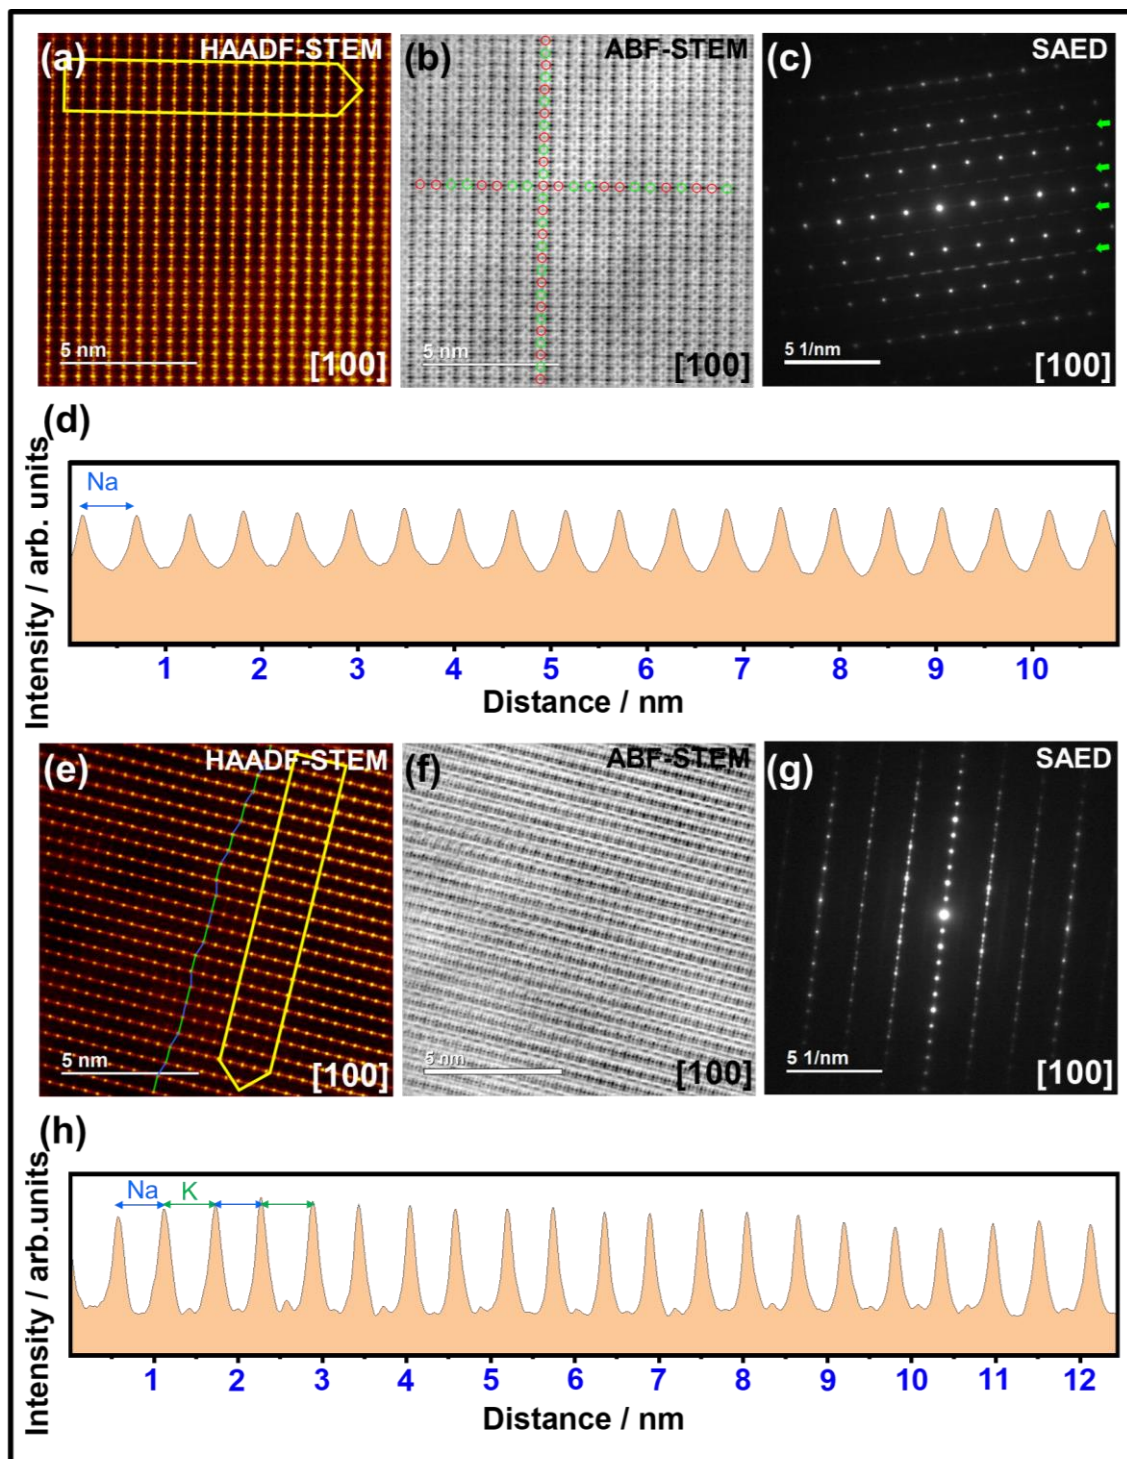 (a) HAADF-STEM
5 nm
[100]
(b) ABF-STEM
5 nm
[100]
(c) SAED
5 1/nm
[100]
(d)
Intensity / arb. units
Na
1 2 3 4 5 6 7 8 9 10
Distance / nm
(e) HAADF-STEM
5 nm
[100]
(f) ABF-STEM
5 nm
[100]
(g) SAED
5 1/nm
[100]
(h)
Intensity / arb.units
Na K
1 2 3 4 5 6 7 8 9 10 11 12
Distance / nm